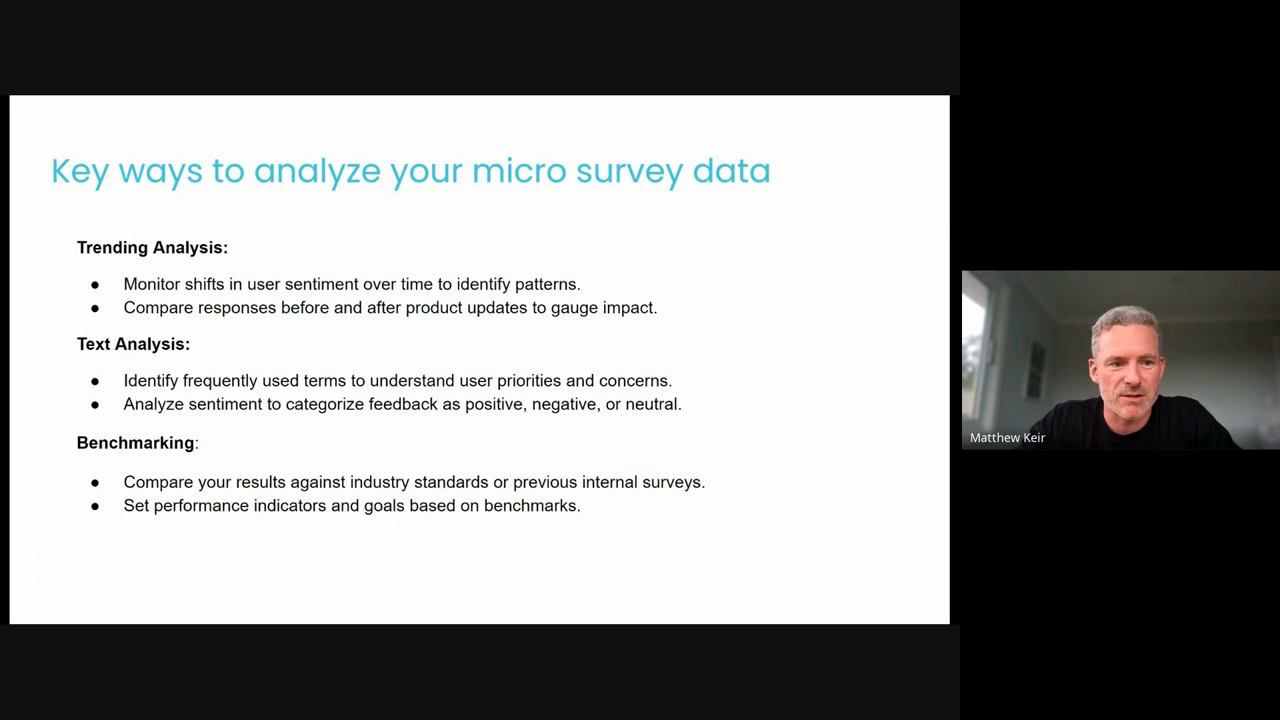 Key ways to analyze your micro survey data
Trending Analysis:
● Monitor shifts in user sentiment over time to identify patterns.
● Compare responses before and after product updates to gauge impact.
Text Analysis:
● Identify frequently used terms to understand user priorities and concerns.
● Analyze sentiment to categorize feedback as positive, negative, or neutral.
Benchmarking:
● Compare your results against industry standards or previous internal surveys.
● Set performance indicators and goals based on benchmarks.
Matthew Keir